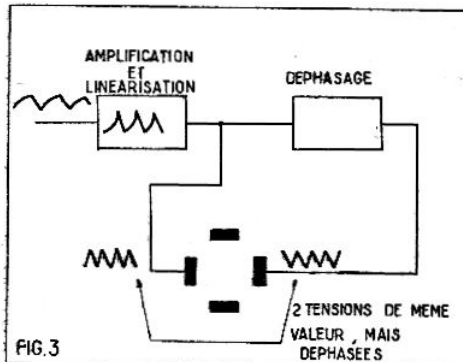 AMPLIFICATION
ET
LINEARISATION
DEPHASAGE
2 TENSIONS DE MEME
VALEUR, MAIS
DEPHASEES
FIG.3